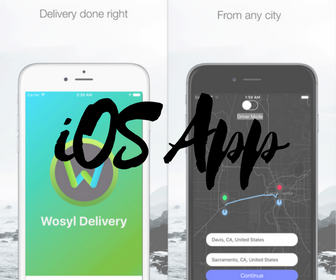 Delivery done right
From any city
iOS App
Wosyl Delivery
Driver Mode
Davis, CA, United States
Sacramento, CA, United States
Continue